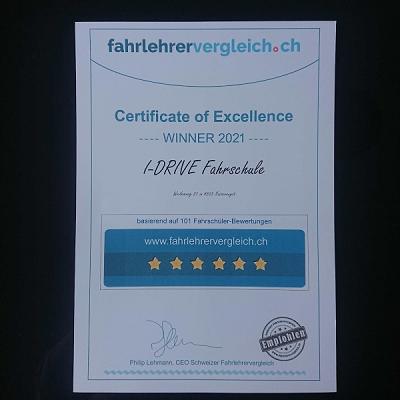 fahrlehrervergleich.ch
Certificate of Excellence
---- WINNER 2021 ----
I-DRIVE Fahrschule
basierend auf 101 Fahrschüler-Bewertungen
www.fahrlehrervergleich.ch
Empfohlen
Philip Lehmann, CEO Schweizer Fahrlehrervergleich